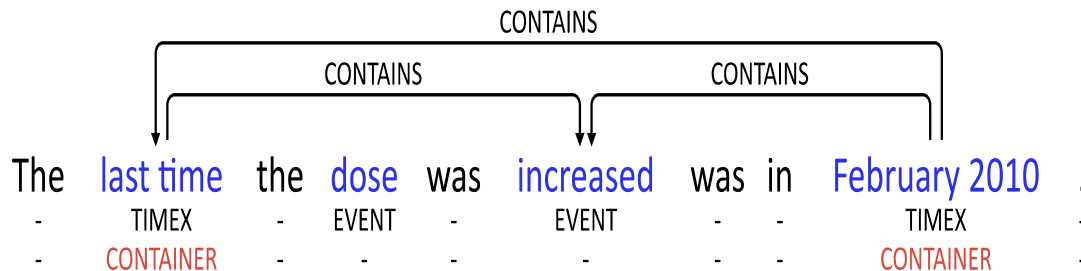 CONTAINS
CONTAINS CONTAINS
The last time the dose was increased was in February 2010 .
- TIMEX - EVENT - EVENT - - TIMEX -
- CONTAINER - - - - - - CONTAINER -